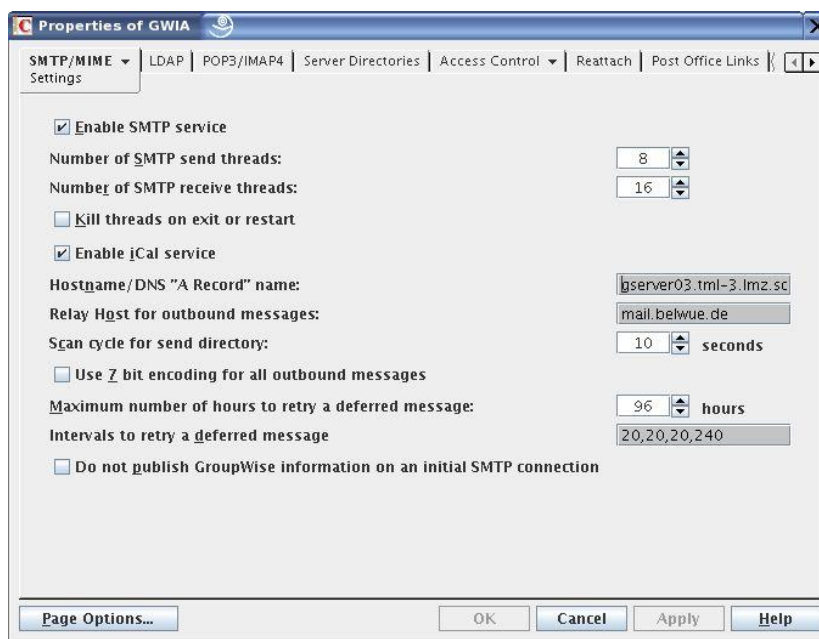 Properties of GWIA
SMTP/MIME LDAP POP3/IMAP4 Server Directories Access Control Reattach Post Office Links
Settings
Enable SMTP service
Number of SMTP send threads: 8
Number of SMTP receive threads: 16
Kill threads on exit or restart
Enable iCal service
Hostname/DNS "A Record" name: gserver03.tml-3.lmz.sc
Relay Host for outbound messages: mail.belwue.de
Scan cycle for send directory: 10 seconds
Use 7 bit encoding for all outbound messages
Maximum number of hours to retry a deferred message: 96 hours
Intervals to retry a deferred message 20,20,20,240
Do not publish GroupWise information on an initial SMTP connection
Page Options... OK Cancel Apply Help